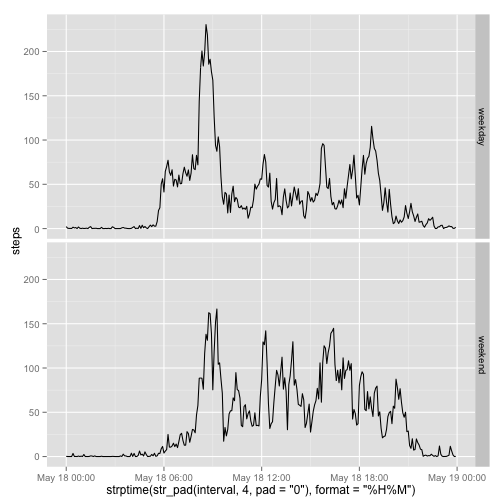 200
150
100
50
0
weekday
steps
200
150
100
50
0
weekend
May 18 00:00 May 18 06:00 May 18 12:00 May 18 18:00 May 19 00:00
strptime(str_pad(interval, 4, pad = "0"), format = "%H%M")